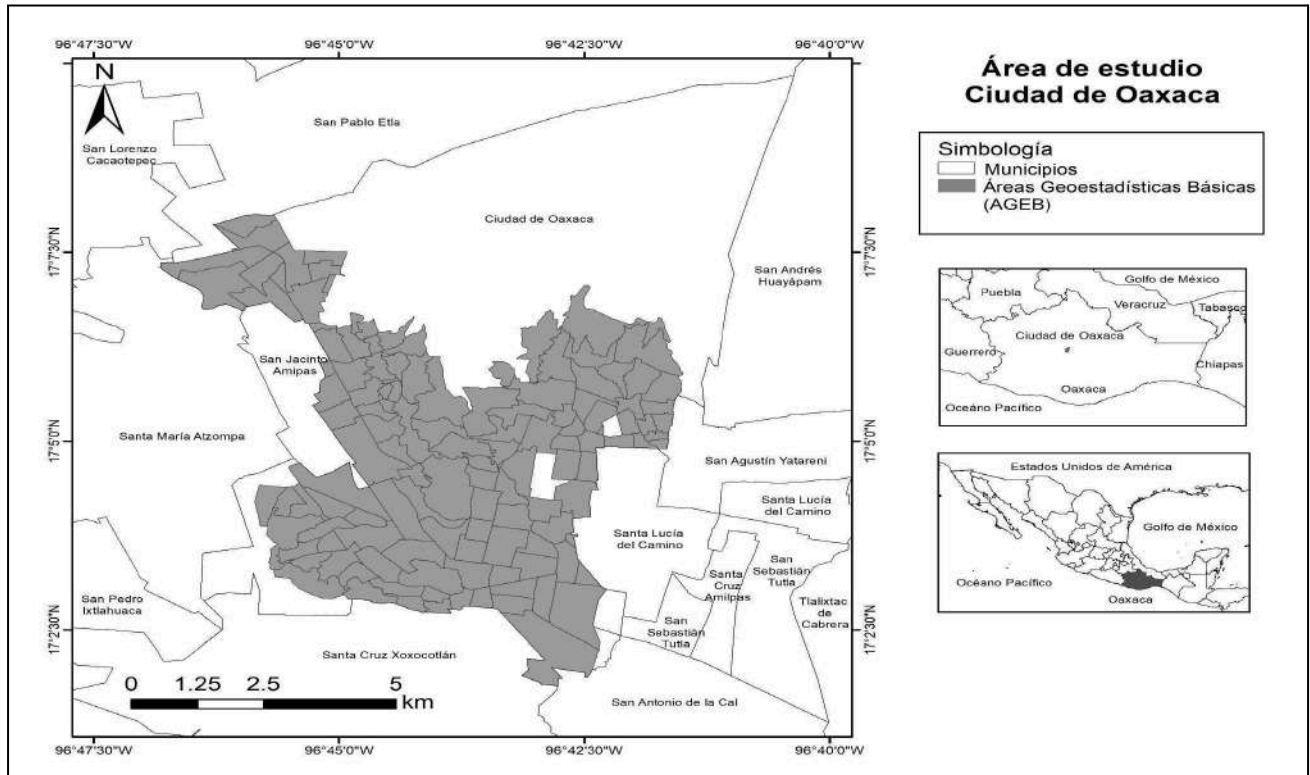 96°47'30"W
96°45'0"W
96°42'30"W
96°40'0"W
N
San Pablo Etla
San Lorenzo
Cacaotepec
Ciudad de Oaxaca
17°7'30"N
17°7'30"N
San Andrés
Huayápam
San Jacinto
Amipas
Santa María Atzompa
17°5'0"N
17°5'0"N
San Agustín Yatareni
Santa Lucía
del Camino
Santa Lucía
del Camino
San
Sebastián
Tutla
Santa
Cruz
Amilpas
San Pedro
Ixtlahuaca
Tlalixtac
de
Cabrera
San
Sebastián
Tutla
17°2'30"N
17°2'30"N
Santa Cruz Xoxocotlán
San Antonio de la Cal
0 1.25 2.5 5
km
96°47'30"W
96°45'0"W
96°42'30"W
96°40'0"W
Área de estudio
Ciudad de Oaxaca
Simbología
Municipios
Áreas Geoestadísticas Básicas
(AGEB)
Golfo de México
Puebla
Veracruz
Tabasco
Ciudad de Oaxaca
Guerrero
Chiapas
Oaxaca
Océano Pacífico
Estados Unidos de América
Golfo de México
Océano Pacífico
Oaxaca